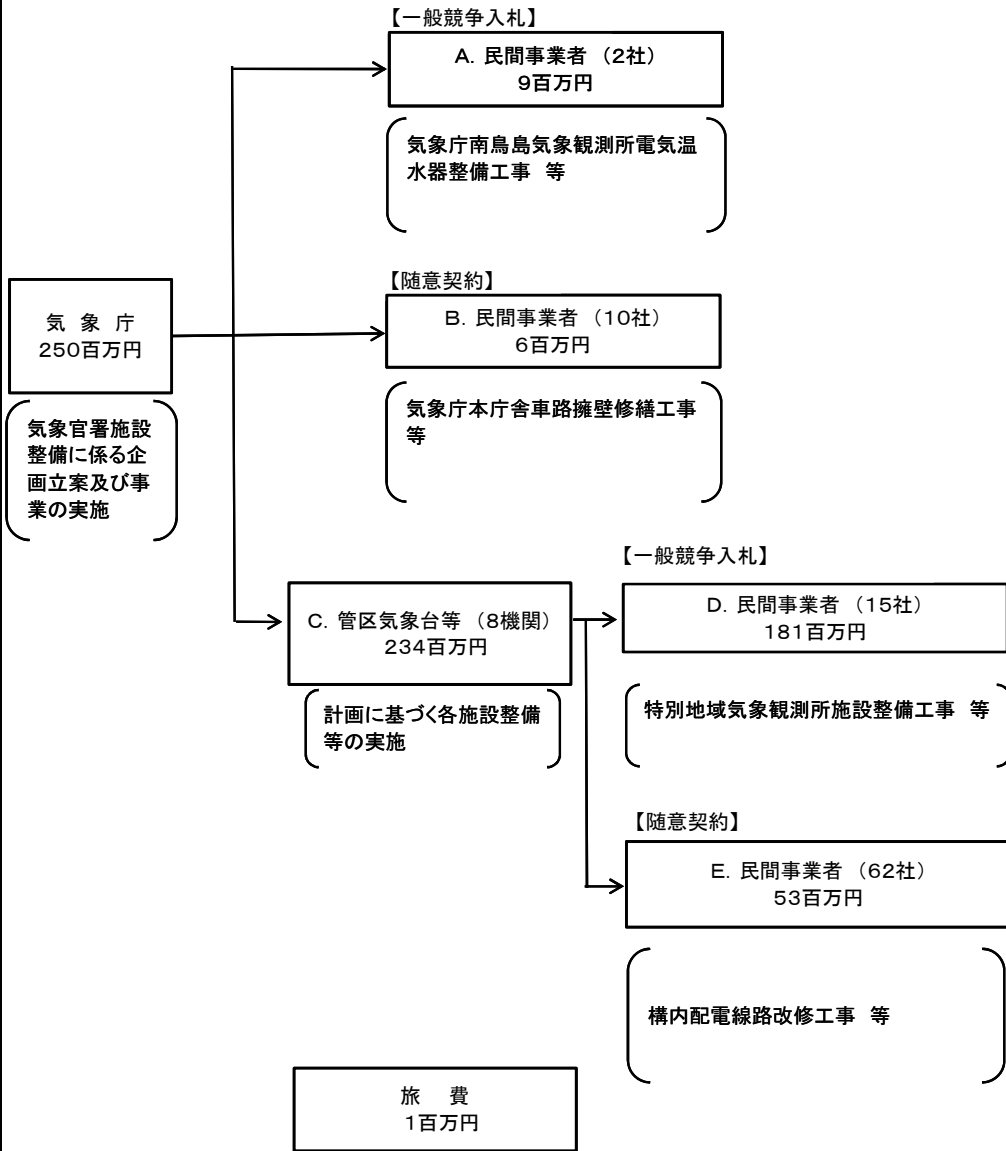 【一般競争入札】
A．民間事業者 （2社）
9百万円
気象庁南鳥島気象観測所電気温
水器整備工事 等
【随意契約】
B．民間事業者 （10社）
6百万円
気象庁本庁舎車路擁壁修繕工事
等
気 象 庁
250百万円
気象官署施設
整備に係る企
画立案及び事
業の実施
C．管区気象台等 （8機関）
234百万円
計画に基づく各施設整備
等の実施
【一般競争入札】
D．民間事業者 （15社）
181百万円
特別地域気象観測所施設整備工事 等
【随意契約】
E．民間事業者 （62社）
53百万円
構内配電線路改修工事 等
旅 費
1百万円